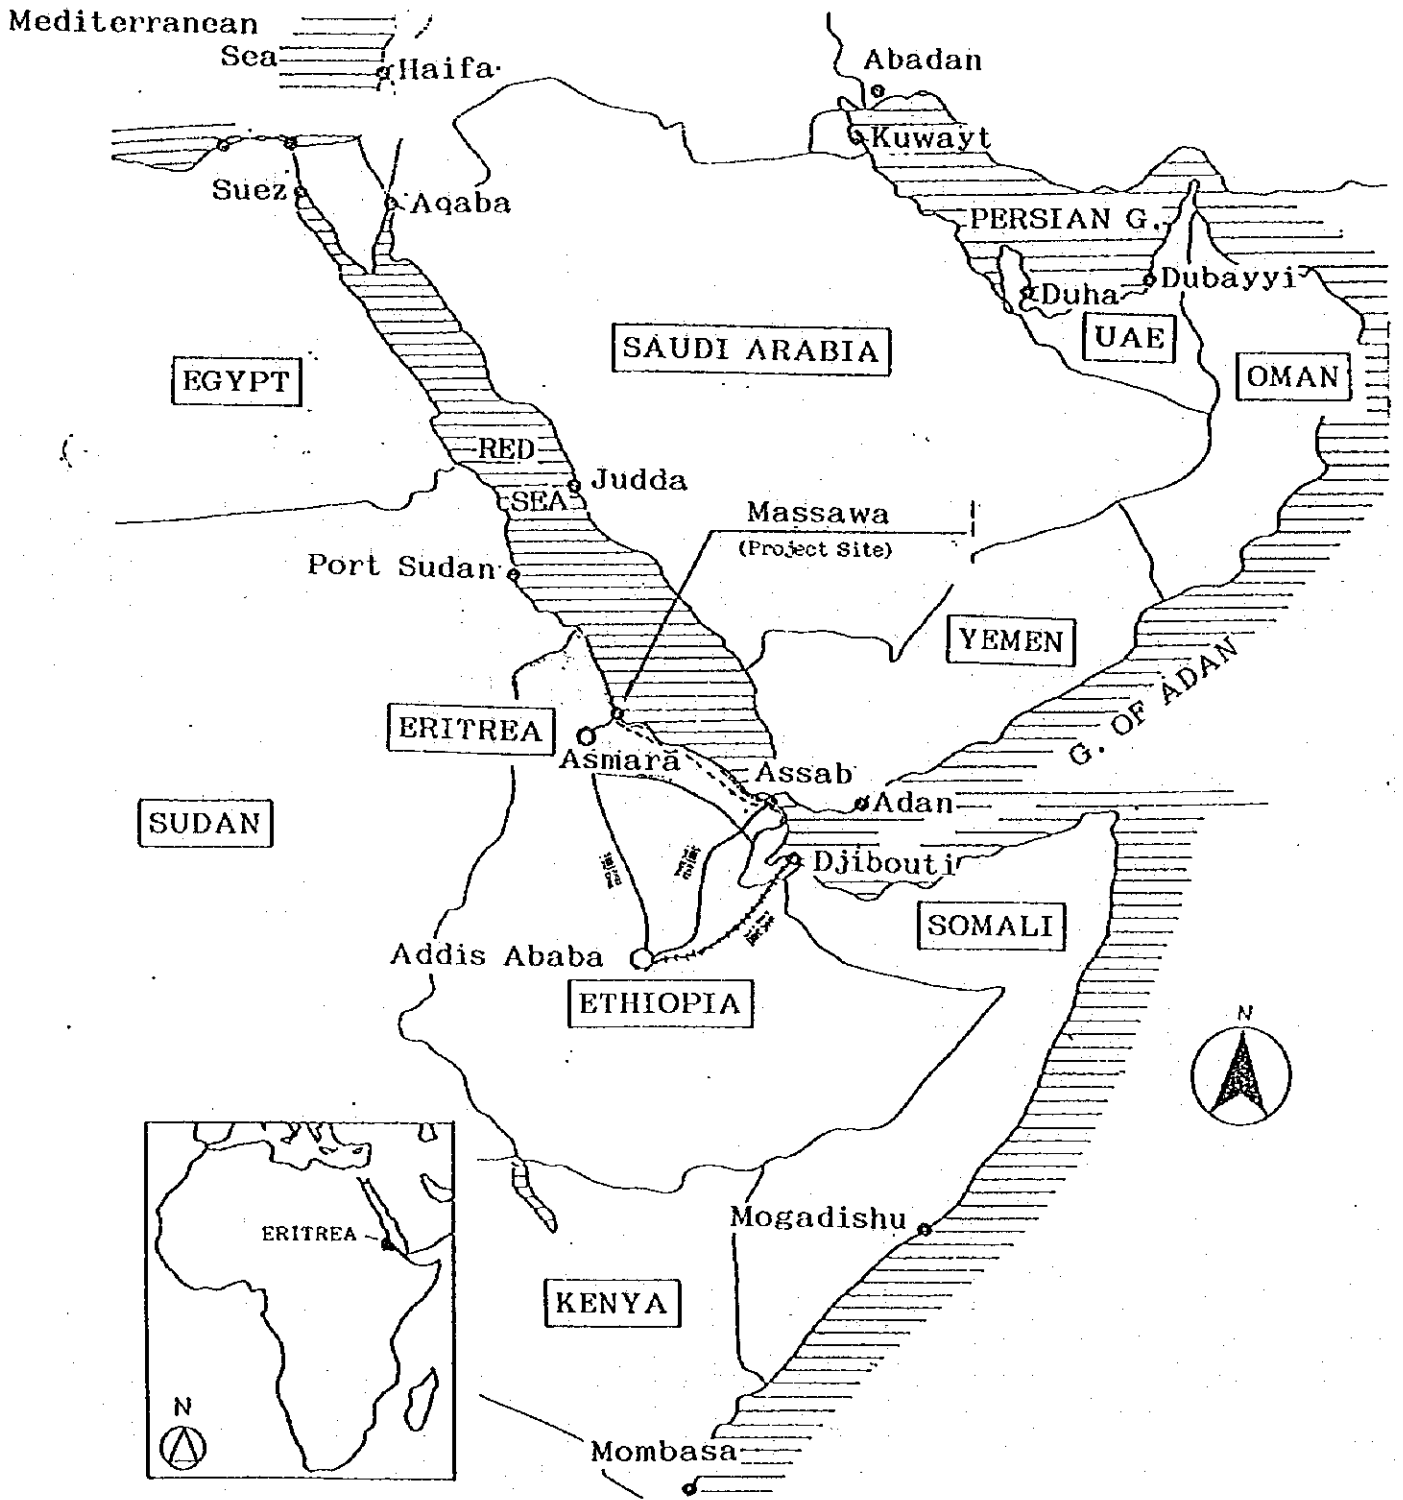 Mediterranean
Sea
Haifa
Abadan
Kuwayt
Suez
Aqaba
PERSIAN G.
Dubayyi
Duha
UAE
SAUDI ARABIA
EGYPT
OMAN
RED
SEA
Judda
Massawa
(Project Site)
Port Sudan
YEMEN
G. OF ADAN
ERITREA
Asmara
Assab
Adan
SUDAN
Djibouti
SOMALI
Addis Ababa
ETHIOPIA
N
ERITREA
Mogadishu
KENYA
N
Mombasa